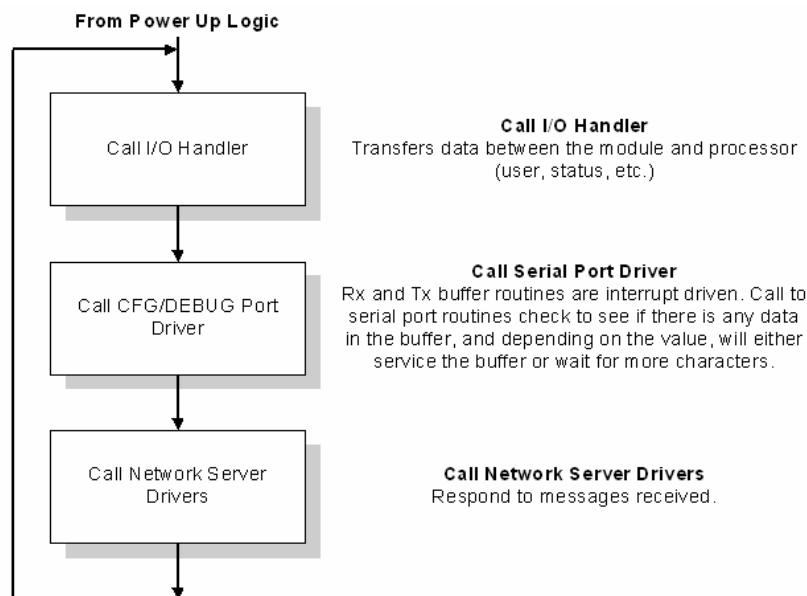 From Power Up Logic
Call I/O Handler
Call I/O Handler
Transfers data between the module and processor
(user, status, etc.)
Call CFG/DEBUG Port
Driver
Call Serial Port Driver
Rx and Tx buffer routines are interrupt driven. Call to
serial port routines check to see if there is any data
in the buffer, and depending on the value, will either
service the buffer or wait for more characters.
Call Network Server
Drivers
Call Network Server Drivers
Respond to messages received.